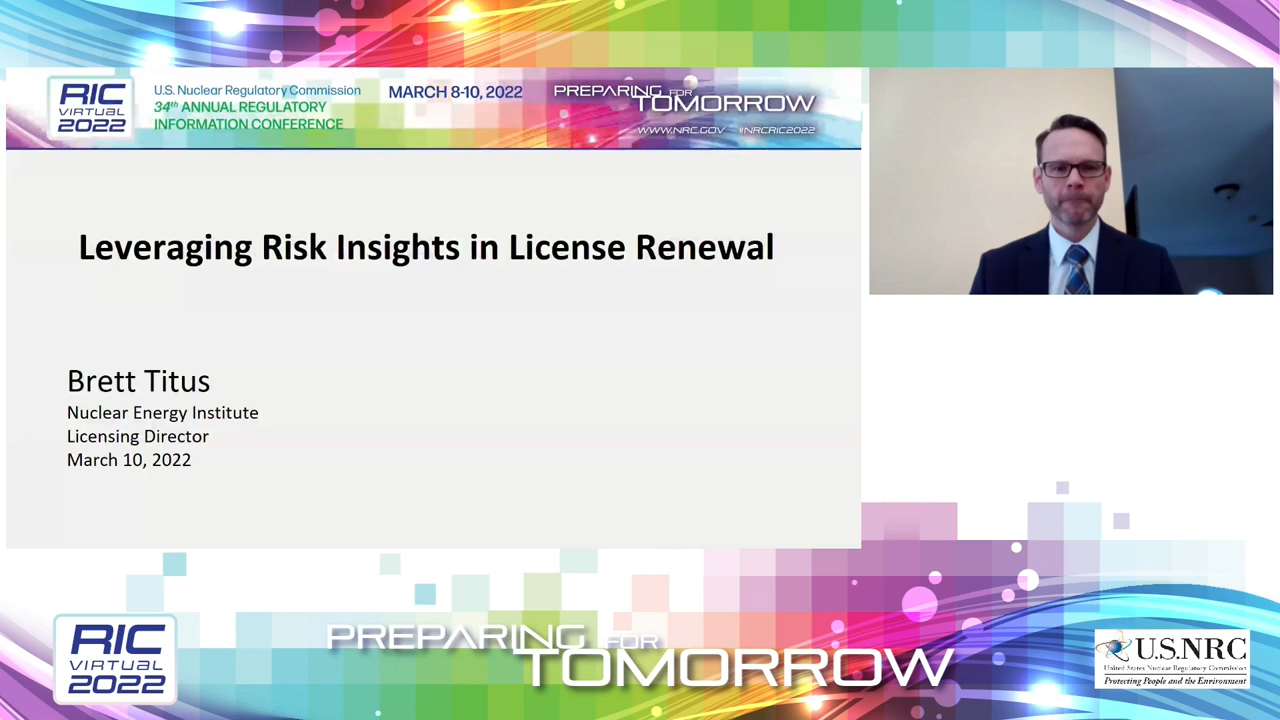 RIC
VIRTUAL
2022
U.S. Nuclear Regulatory Commission
34th ANNUAL REGULATORY
INFORMATION CONFERENCE
MARCH 8-10, 2022
PREPARING FOR
TOMORROW
WWW.NRC.GOV #NRCRIC2022
Leveraging Risk Insights in License Renewal
Brett Titus
Nuclear Energy Institute
Licensing Director
March 10, 2022
RIC
VIRTUAL
2022
PREPARING FOR
TOMORROW
U.S.NRC
United States Nuclear Regulatory Commission
Protecting People and the Environment